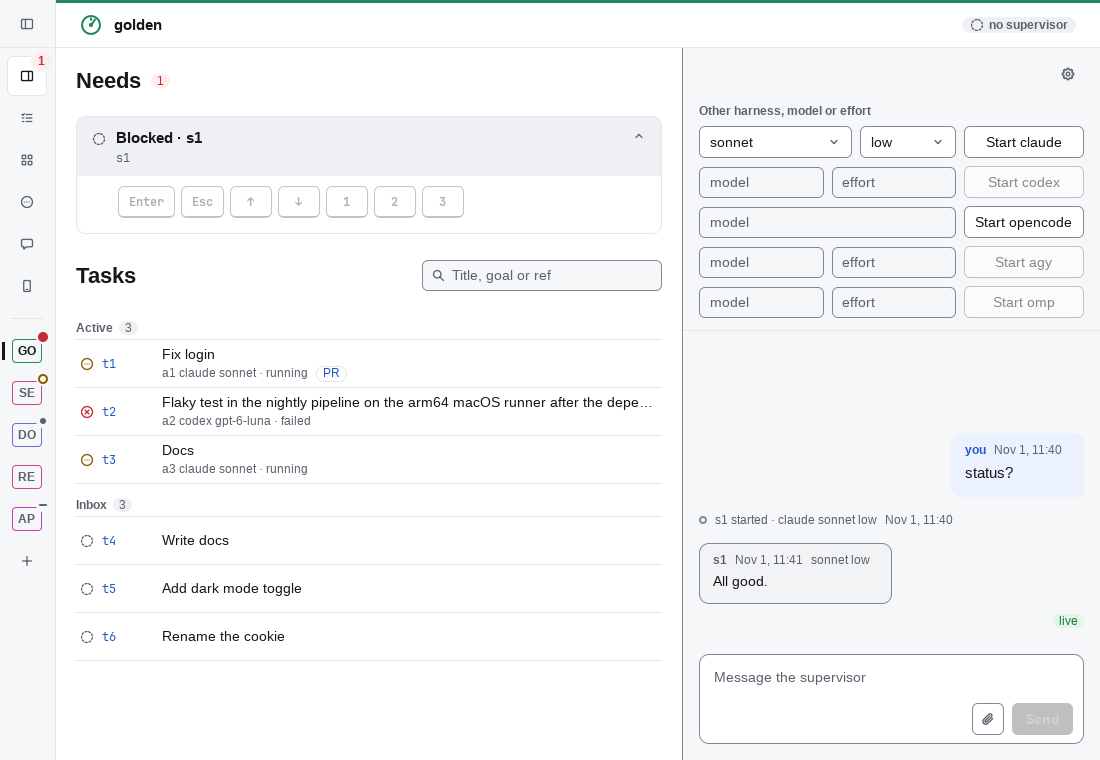 golden
no supervisor
1
GO
SE
DO
RE
AP
Needs 1
Blocked · s1
s1
Enter Esc ↑ ↓ 1 2 3
Tasks
Title, goal or ref
Active 3
t1 Fix login
a1 claude sonnet · running PR
t2 Flaky test in the nightly pipeline on the arm64 macOS runner after the depe…
a2 codex gpt-6-luna · failed
t3 Docs
a3 claude sonnet · running
Inbox 3
t4 Write docs
t5 Add dark mode toggle
t6 Rename the cookie
Other harness, model or effort
sonnet low Start claude
model effort Start codex
model Start opencode
model effort Start agy
model effort Start omp
you Nov 1, 11:40
status?
s1 started · claude sonnet low Nov 1, 11:40
s1 Nov 1, 11:41 sonnet low
All good.
live
Message the supervisor
Send